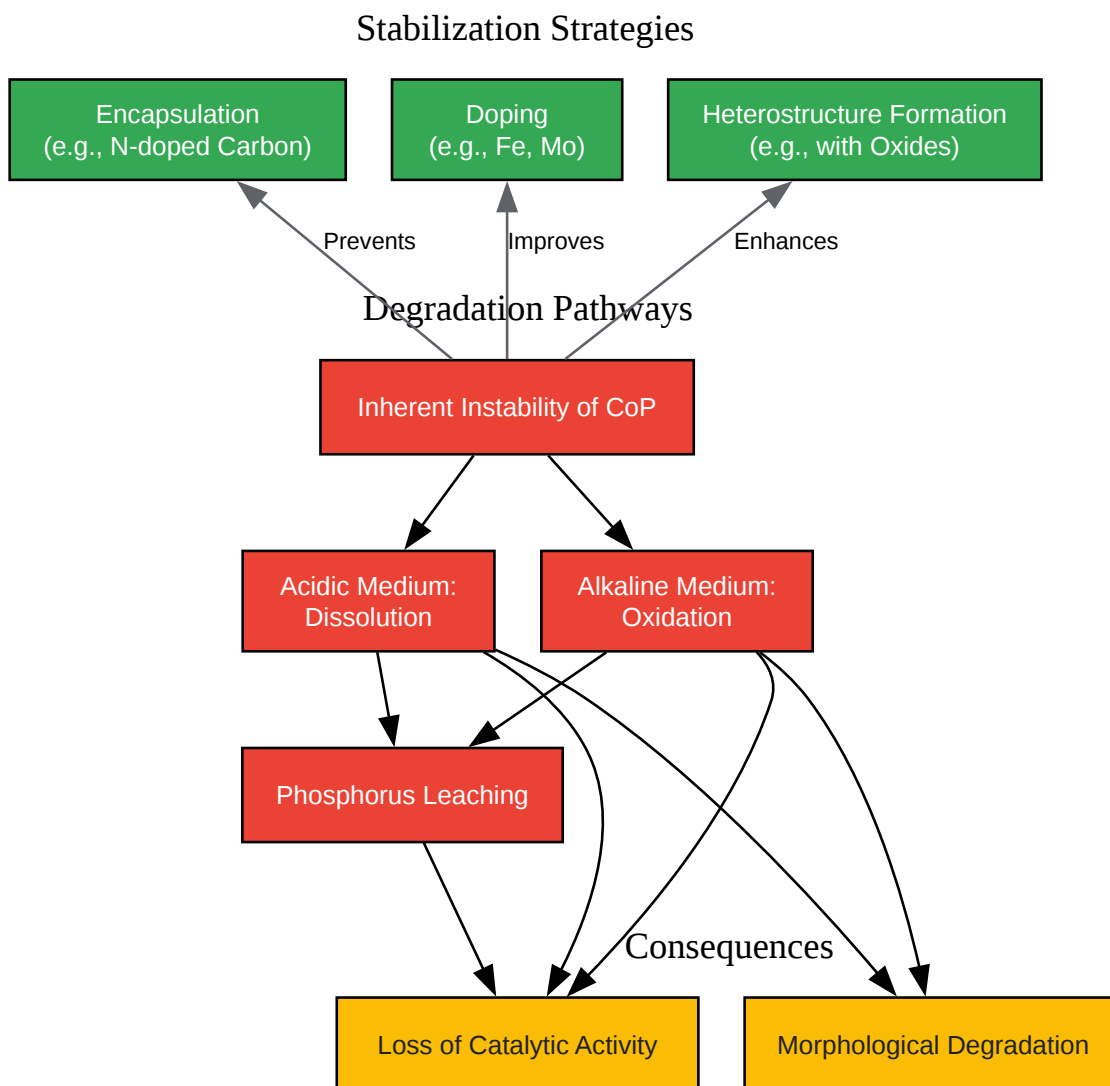 Stabilization Strategies
Encapsulation
(e.g., N-doped Carbon)
Doping
(e.g., Fe, Mo)
Heterostructure Formation
(e.g., with Oxides)
Prevents
Improves
Enhances
Degradation Pathways
Inherent Instability of CoP
Acidic Medium:
Dissolution
Alkaline Medium:
Oxidation
Phosphorus Leaching
Consequences
Loss of Catalytic Activity
Morphological Degradation